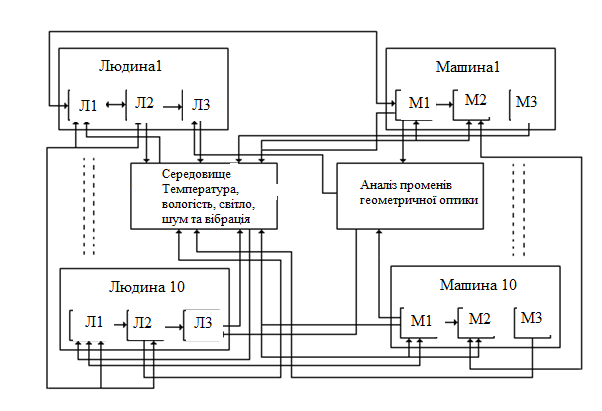 Людина1
Л1
Л2
Л3
Машина1
М1
М2
М3
Середовище
Температура,
вологість, світло,
шум та вібрація
Аналіз променів
геометричної оптики
Людина 10
Л1
Л2
Л3
Машина 10
М1
М2
М3